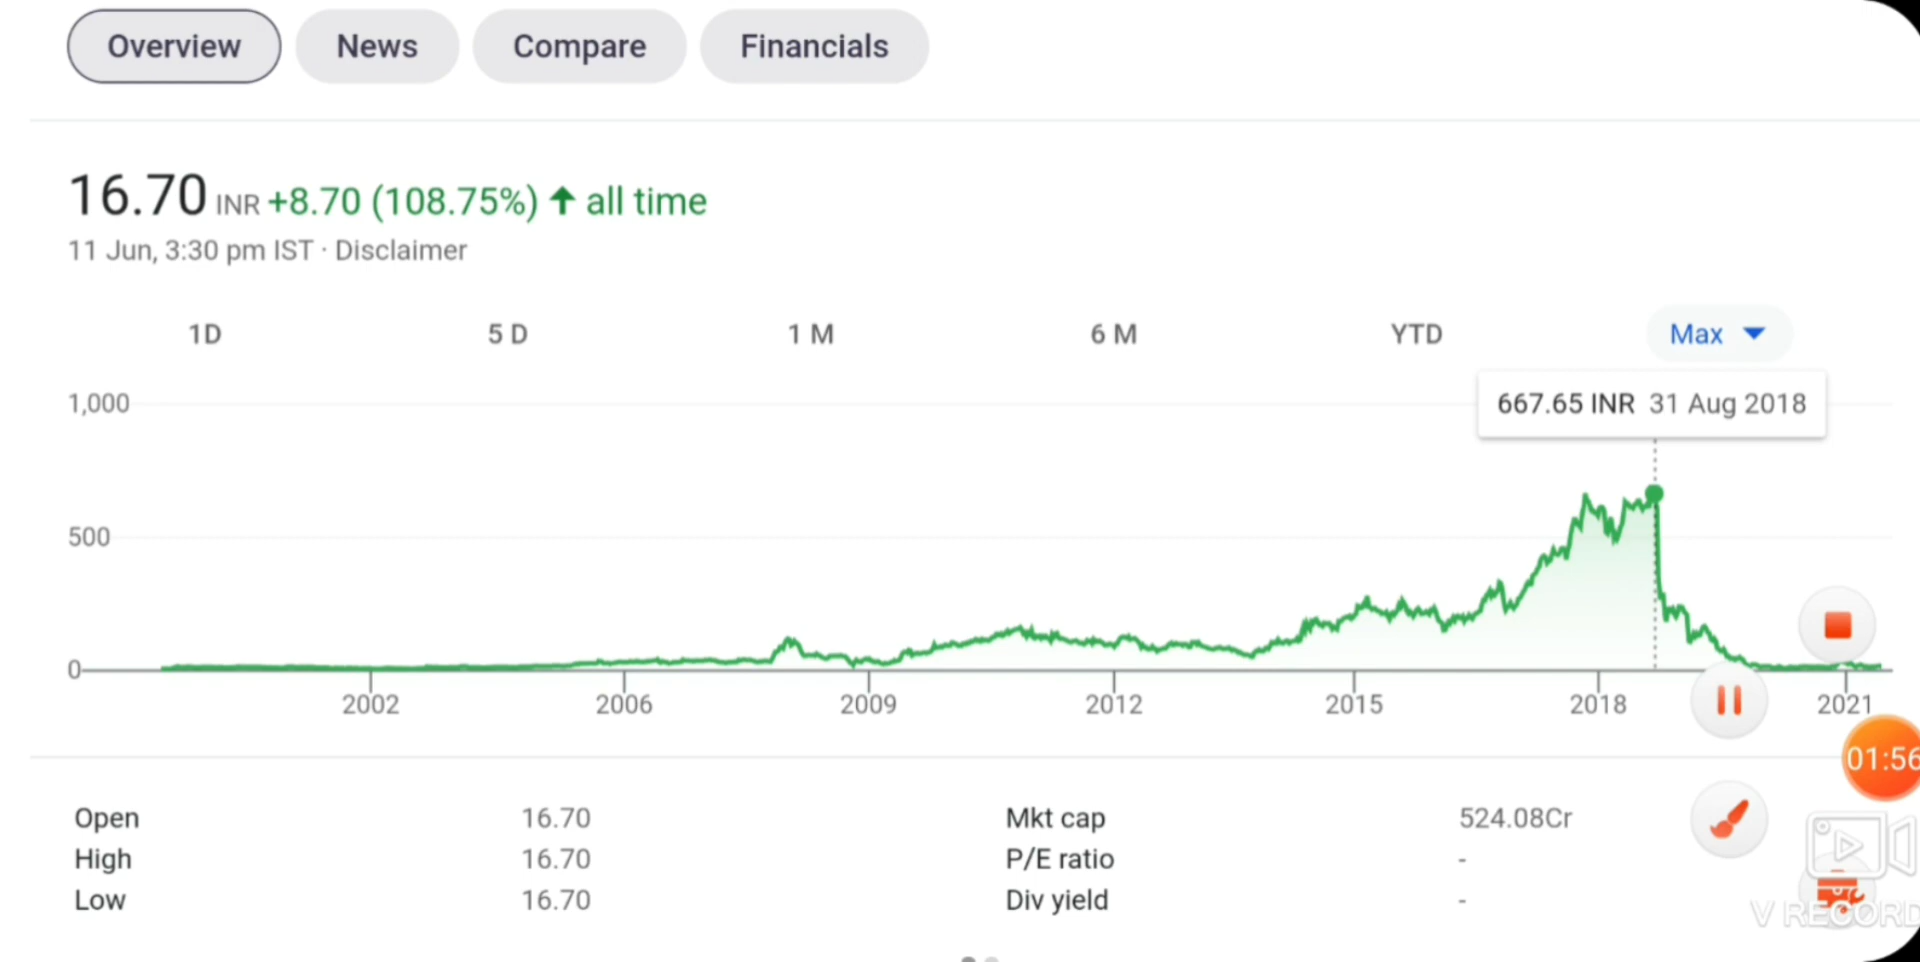 Overview News Compare Financials
16.70 INR +8.70 (108.75%) ↑ all time
11 Jun, 3:30 pm IST · Disclaimer
1D 5 D 1 M 6 M YTD Max
667.65 INR 31 Aug 2018
1,000
500
0
2002 2006 2009 2012 2015 2018 2021
01:56
Open 16.70 Mkt cap 524.08Cr
High 16.70 P/E ratio -
Low 16.70 Div yield -
V RECORD